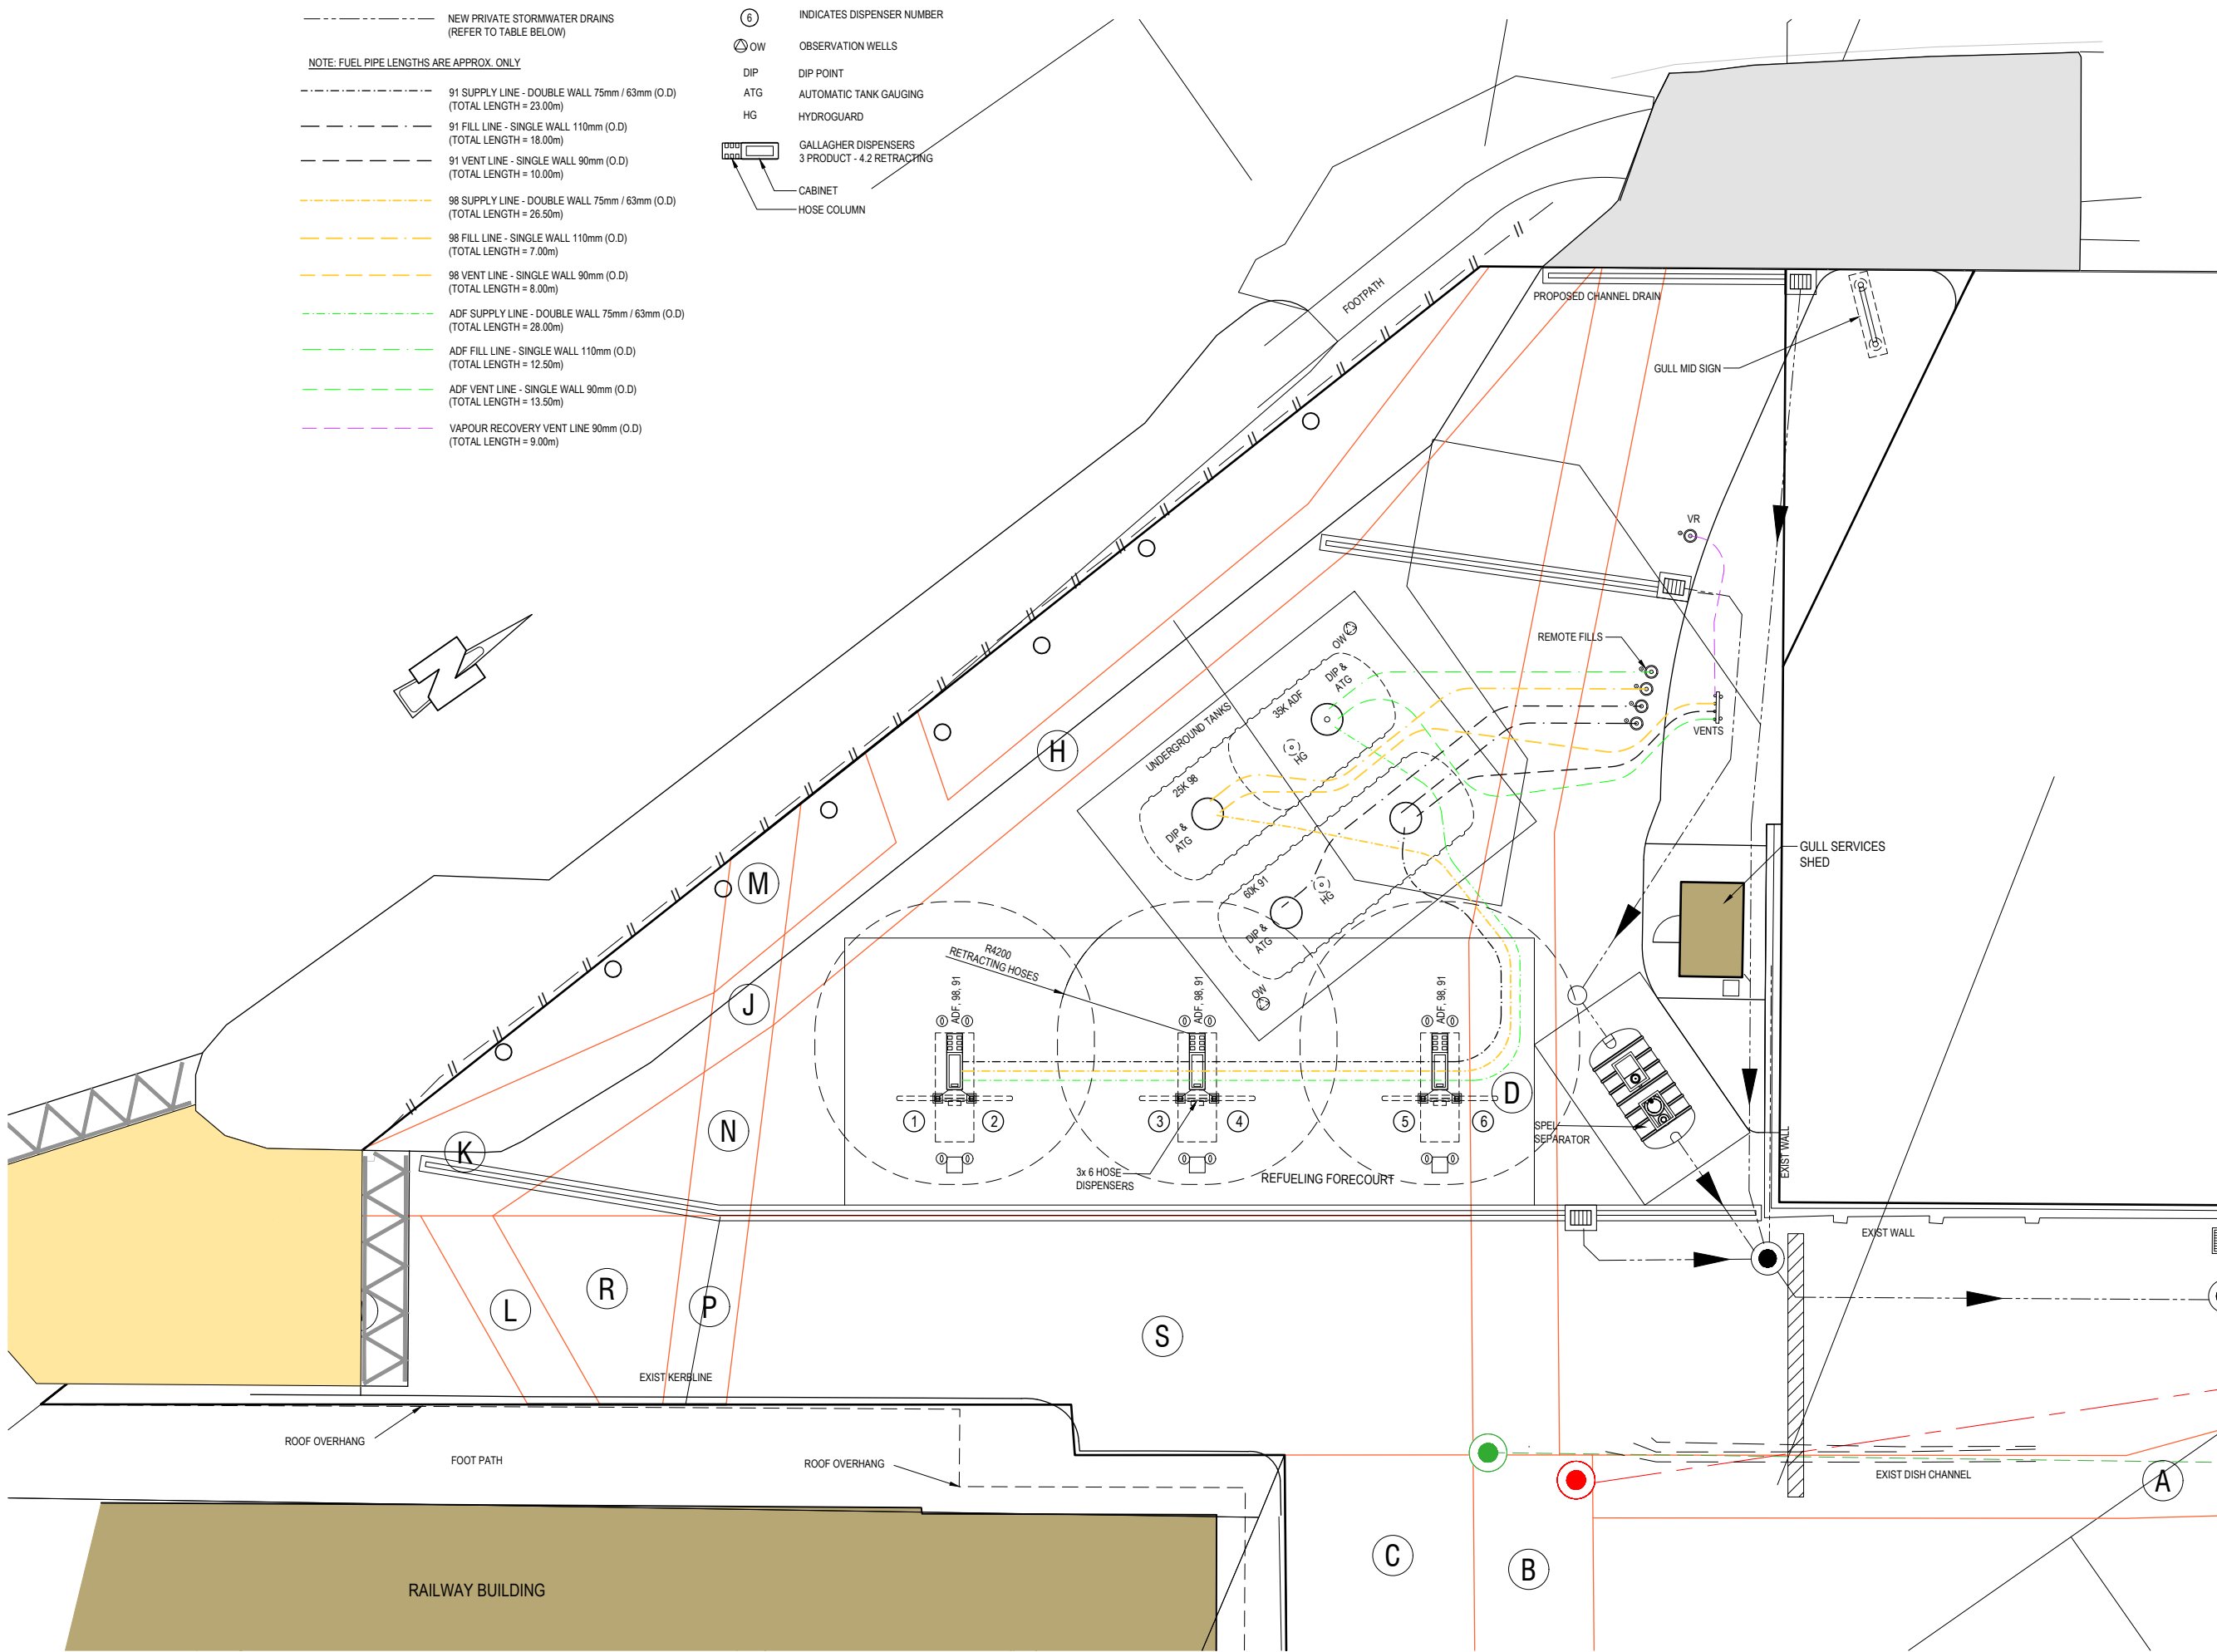 NEW PRIVATE STORMWATER DRAINS
(REFER TO TABLE BELOW)
NOTE: FUEL PIPE LENGTHS ARE APPROX. ONLY
91 SUPPLY LINE - DOUBLE WALL 75mm / 63mm (O.D)
(TOTAL LENGTH = 23.00m)
91 FILL LINE - SINGLE WALL 110mm (O.D)
(TOTAL LENGTH = 18.00m)
91 VENT LINE - SINGLE WALL 90mm (O.D)
(TOTAL LENGTH = 10.00m)
98 SUPPLY LINE - DOUBLE WALL 75mm / 63mm (O.D)
(TOTAL LENGTH = 26.50m)
98 FILL LINE - SINGLE WALL 110mm (O.D)
(TOTAL LENGTH = 7.00m)
98 VENT LINE - SINGLE WALL 90mm (O.D)
(TOTAL LENGTH = 8.00m)
ADF SUPPLY LINE - DOUBLE WALL 75mm / 63mm (O.D)
(TOTAL LENGTH = 28.00m)
ADF FILL LINE - SINGLE WALL 110mm (O.D)
(TOTAL LENGTH = 12.50m)
ADF VENT LINE - SINGLE WALL 90mm (O.D)
(TOTAL LENGTH = 13.50m)
VAPOUR RECOVERY VENT LINE 90mm (O.D)
(TOTAL LENGTH = 9.00m)
6 INDICATES DISPENSER NUMBER
OW OBSERVATION WELLS
DIP DIP POINT
ATG AUTOMATIC TANK GAUGING
HG HYDROGUARD
GALLAGHER DISPENSERS
3 PRODUCT - 4.2 RETRACTING
CABINET
HOSE COLUMN
FOOTPATH
PROPOSED CHANNEL DRAIN
GULL MID SIGN
VR
REMOTE FILLS
VENTS
N
UNDERGROUND TANKS
OW
DIP &
ATG
35K ADF
HG
25K 98
DIP &
ATG
60K 91
HG
DIP &
ATG
OW
H
M
J
N
K
GULL SERVICES
SHED
R4200
RETRACTING HOSES
ADF, 98, 91
ADF, 98, 91
ADF, 98, 91
1
2
3
4
5
6
D
3x 6 HOSE
DISPENSERS
REFUELING FORECOURT
SPEL
SEPARATOR
EXIST WALL
EXIST WALL
L
R
P
S
EXIST KERBLINE
ROOF OVERHANG
FOOT PATH
ROOF OVERHANG
EXIST DISH CHANNEL
A
C
B
RAILWAY BUILDING